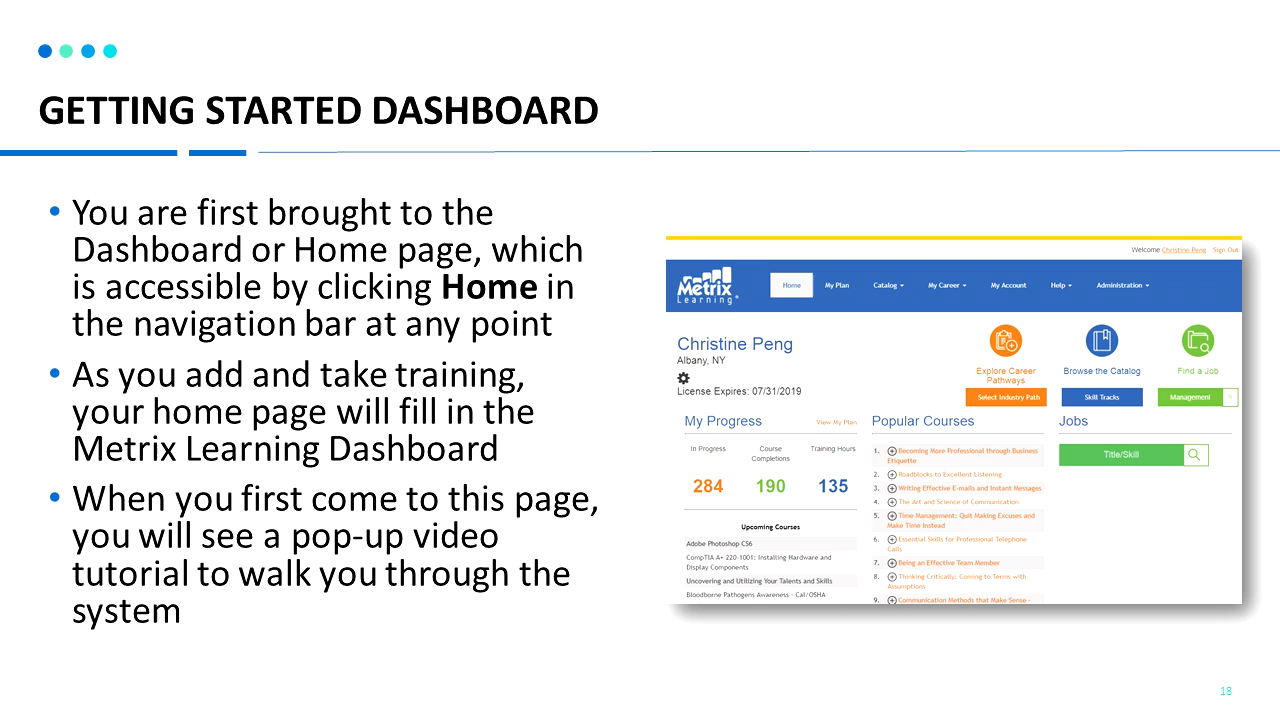 GETTING STARTED DASHBOARD
• You are first brought to the
Dashboard or Home page, which
is accessible by clicking Home in
the navigation bar at any point
• As you add and take training,
your home page will fill in the
Metrix Learning Dashboard
• When you first come to this page,
you will see a pop-up video
tutorial to walk you through the
system
Welcome Christine Peng Sign Out
Metrix Learning®
Home My Plan Catalog My Career My Account Help Administration
Christine Peng
Albany, NY
License Expires: 07/31/2019
Explore Career
Pathways
Select Industry Path
Browse the Catalog
Skill Tracks
Find a Job
Management
My Progress View My Plan
In Progress Course
Completions Training Hours
284 190 135
Upcoming Courses
Adobe Photoshop CS6
CompTIA A+ 220-1001: Installing Hardware and
Display Components
Uncovering and Utilizing Your Talents and Skills
Bloodborne Pathogens Awareness - Cal/OSHA
Popular Courses
1. Becoming More Professional through Business
Etiquette
2. Roadblocks to Excellent Listening
3. Writing Effective E-mails and Instant Messages
4. The Art and Science of Communication
5. Time Management: Quit Making Excuses and
Make Time Instead
6. Essential Skills for Professional Telephone
Calls
7. Being an Effective Team Member
8. Thinking Critically: Coming to Terms with
Assumptions
9. Communication Methods that Make Sense -
Jobs
Title/Skill
18